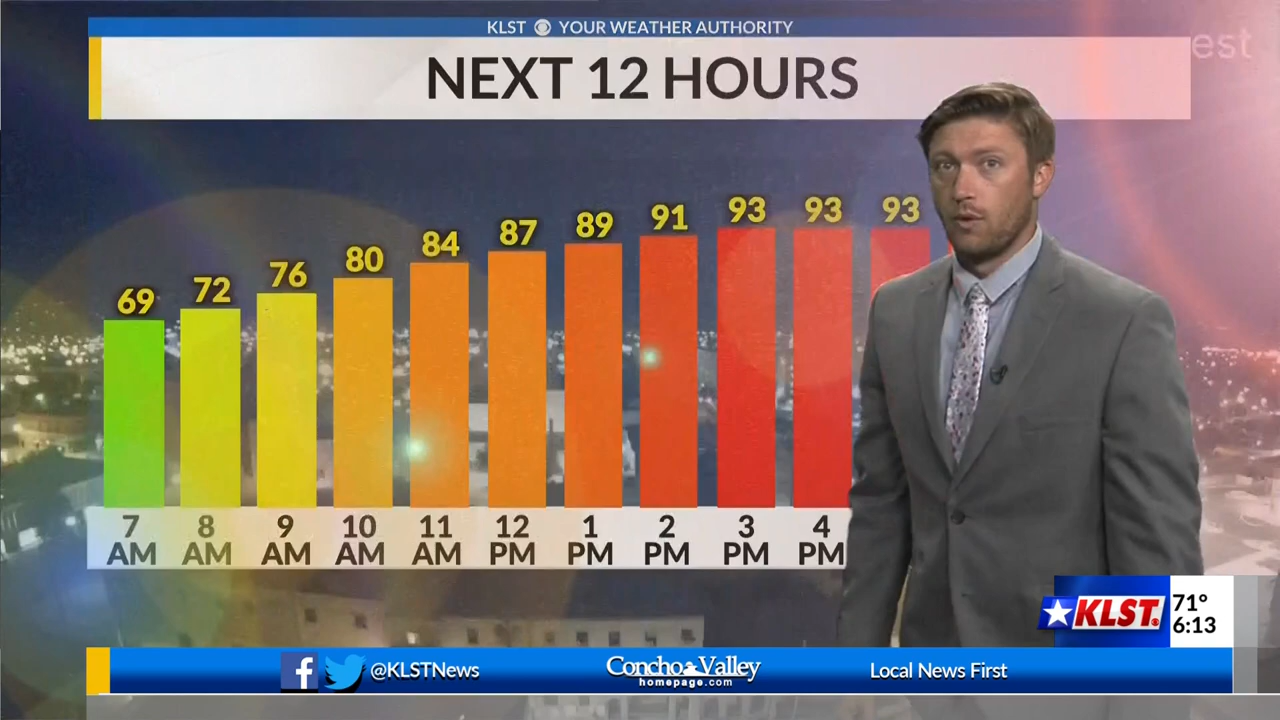 KLST YOUR WEATHER AUTHORITY
est
NEXT 12 HOURS
69 72 76 80 84 87 89 91 93 93 93
7 AM
8 AM
9 AM
10 AM
11 AM
12 PM
1 PM
2 PM
3 PM
4 PM
KLST
71°
6:13
@KLSTNews
Concho Valley
homepage.com
Local News First